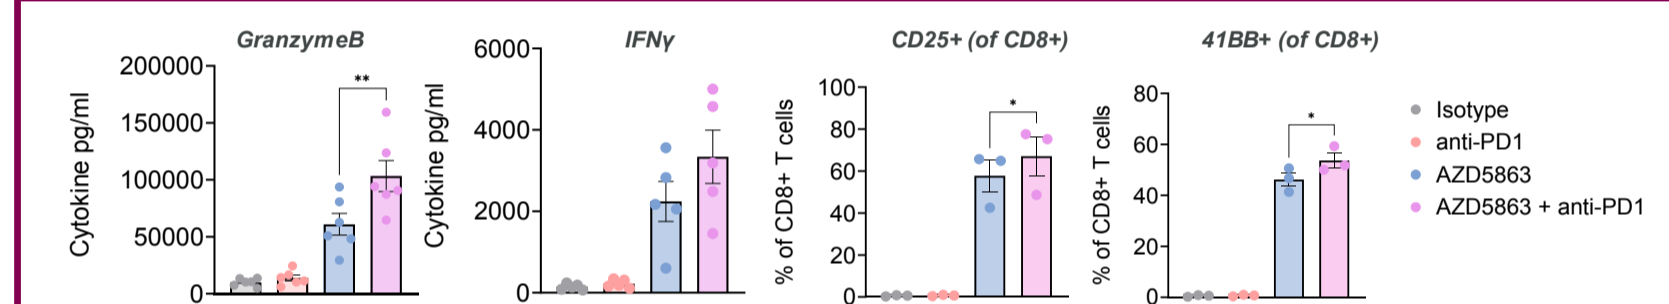 GranzymeB
Cytokine pg/ml
200000
150000
100000
50000
0
**
IFNγ
Cytokine pg/ml
6000
4000
2000
0
CD25+ (of CD8+)
% of CD8+ T cells
100
80
60
40
20
0
*
41BB+ (of CD8+)
% of CD8+ T cells
80
60
40
20
0
*
Isotype
anti-PD1
AZD5863
AZD5863 + anti-PD1